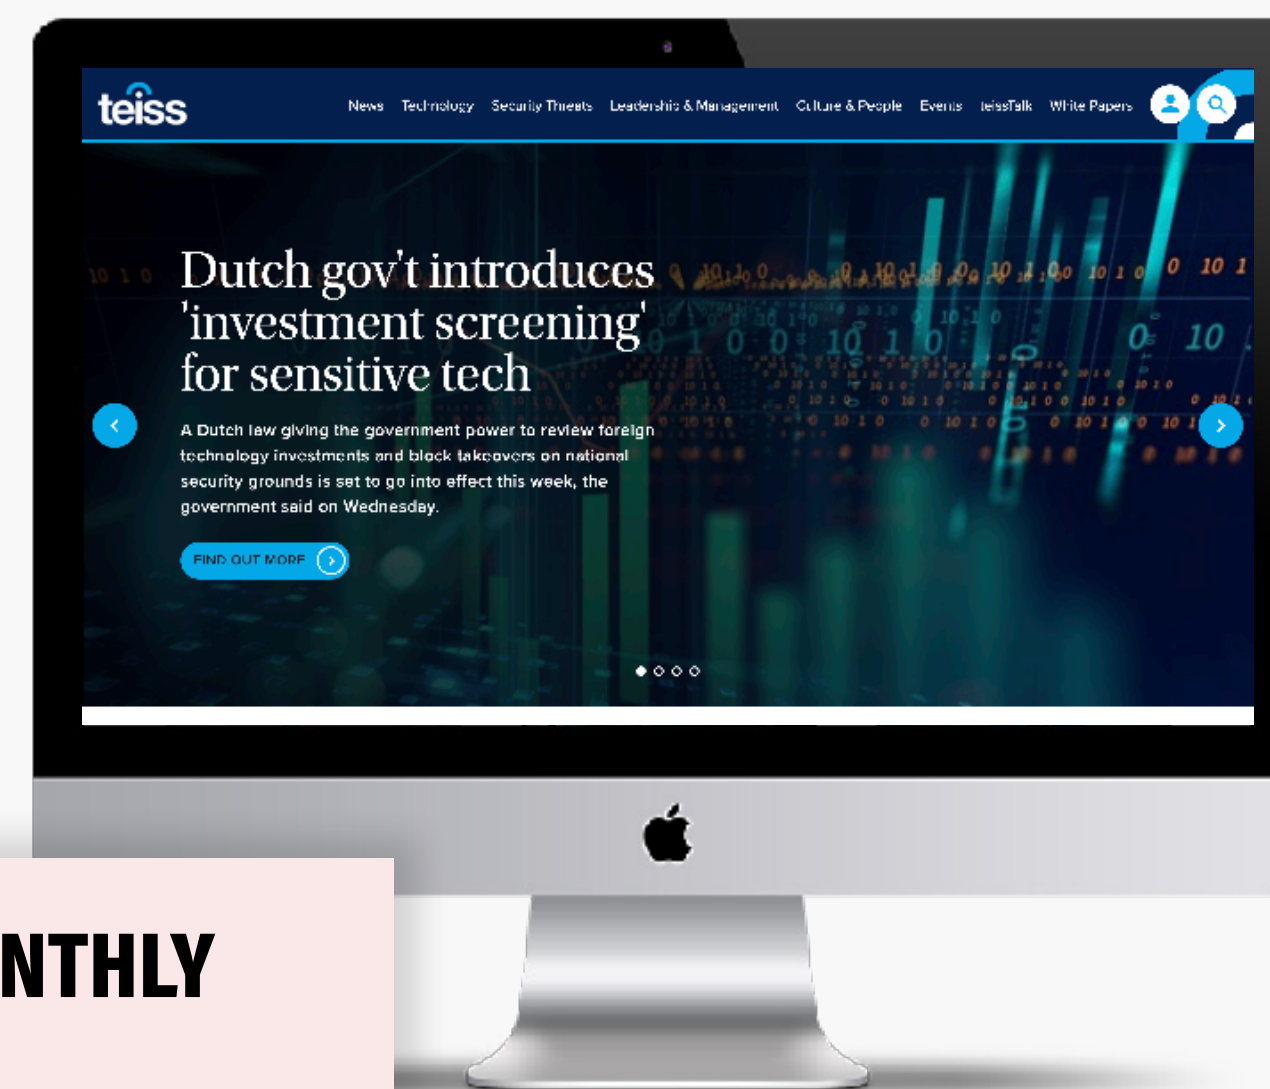 teiss
News Technology Security Threats Leadership & Management Culture & People Events teissTalk White Papers
Dutch gov't introduces
'investment screening'
for sensitive tech
A Dutch law giving the government power to review foreign
technology investments and block takeovers on national
security grounds is set to go into effect this week, the
government said on Wednesday.
FIND OUT MORE
NTHLY